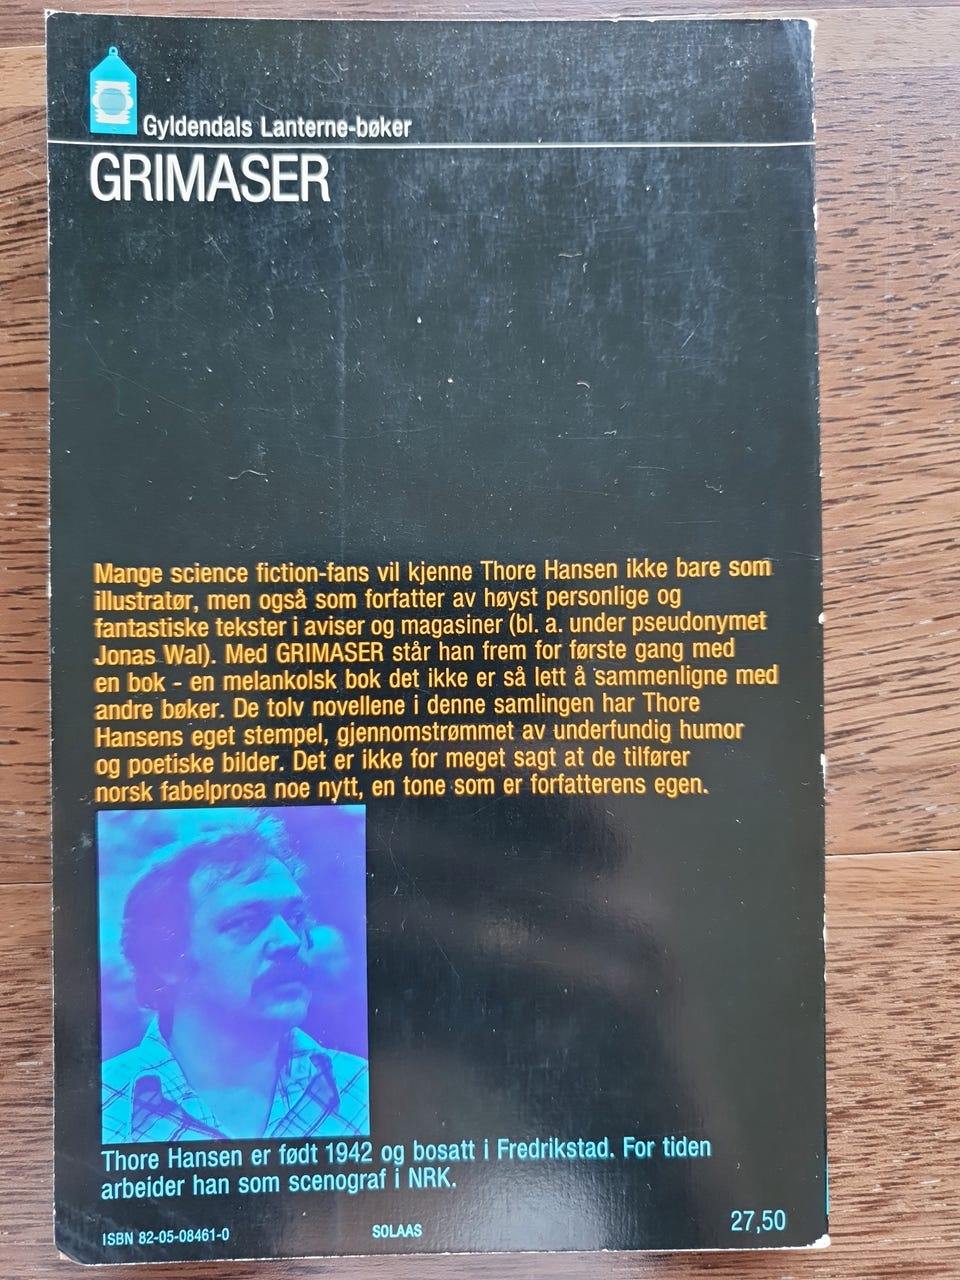 Gyldendals Lanterne-bøker
GRIMASER
Mange science fiction-fans vil kjenne Thore Hansen ikke bare som
illustratør, men også som forfatter av høyst personlige og
fantastiske tekster i aviser og magasiner (bl. a. under pseudonymet
Jonas Wal). Med GRIMASER står han frem for første gang med
en bok - en melankolsk bok det ikke er så lett å sammenligne med
andre bøker. De tolv novellene i denne samlingen har Thore
Hansens eget stempel, gjennomstrømmet av underfundig humor
og poetiske bilder. Det er ikke for meget sagt at de tilfører
norsk fabelprosa noe nytt, en tone som er forfatterens egen.
Thore Hansen er født 1942 og bosatt i Fredrikstad. For tiden
arbeider han som scenograf i NRK.
ISBN 82-05-08461-0 SOLAAS 27,50